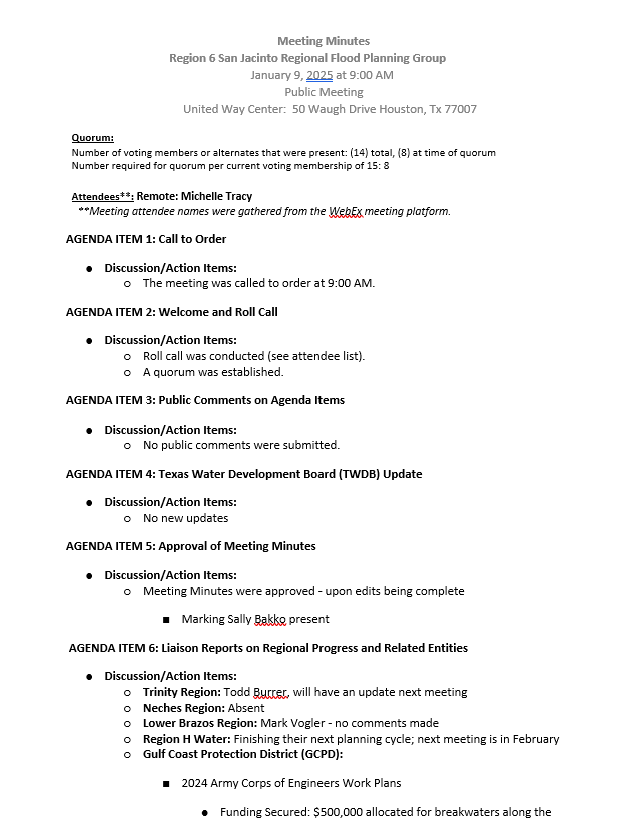 Meeting Minutes
Region 6 San Jacinto Regional Flood Planning Group
January 9, 2025 at 9:00 AM
Public Meeting
United Way Center: 50 Waugh Drive Houston, Tx 77007
Quorum:
Number of voting members or alternates that were present: (14) total, (8) at time of quorum
Number required for quorum per current voting membership of 15: 8
Attendees**: Remote: Michelle Tracy
**Meeting attendee names were gathered from the WebEx meeting platform.
AGENDA ITEM 1: Call to Order
● Discussion/Action Items:
o The meeting was called to order at 9:00 AM.
AGENDA ITEM 2: Welcome and Roll Call
● Discussion/Action Items:
o Roll call was conducted (see attendee list).
o A quorum was established.
AGENDA ITEM 3: Public Comments on Agenda Items
● Discussion/Action Items:
o No public comments were submitted.
AGENDA ITEM 4: Texas Water Development Board (TWDB) Update
● Discussion/Action Items:
o No new updates
AGENDA ITEM 5: Approval of Meeting Minutes
● Discussion/Action Items:
o Meeting Minutes were approved - upon edits being complete
■ Marking Sally Bakko present
AGENDA ITEM 6: Liaison Reports on Regional Progress and Related Entities
● Discussion/Action Items:
o Trinity Region: Todd Burrer, will have an update next meeting
o Neches Region: Absent
o Lower Brazos Region: Mark Vogler - no comments made
o Region H Water: Finishing their next planning cycle; next meeting is in February
o Gulf Coast Protection District (GCPD):
■ 2024 Army Corps of Engineers Work Plans
● Funding Secured: $500,000 allocated for breakwaters along the